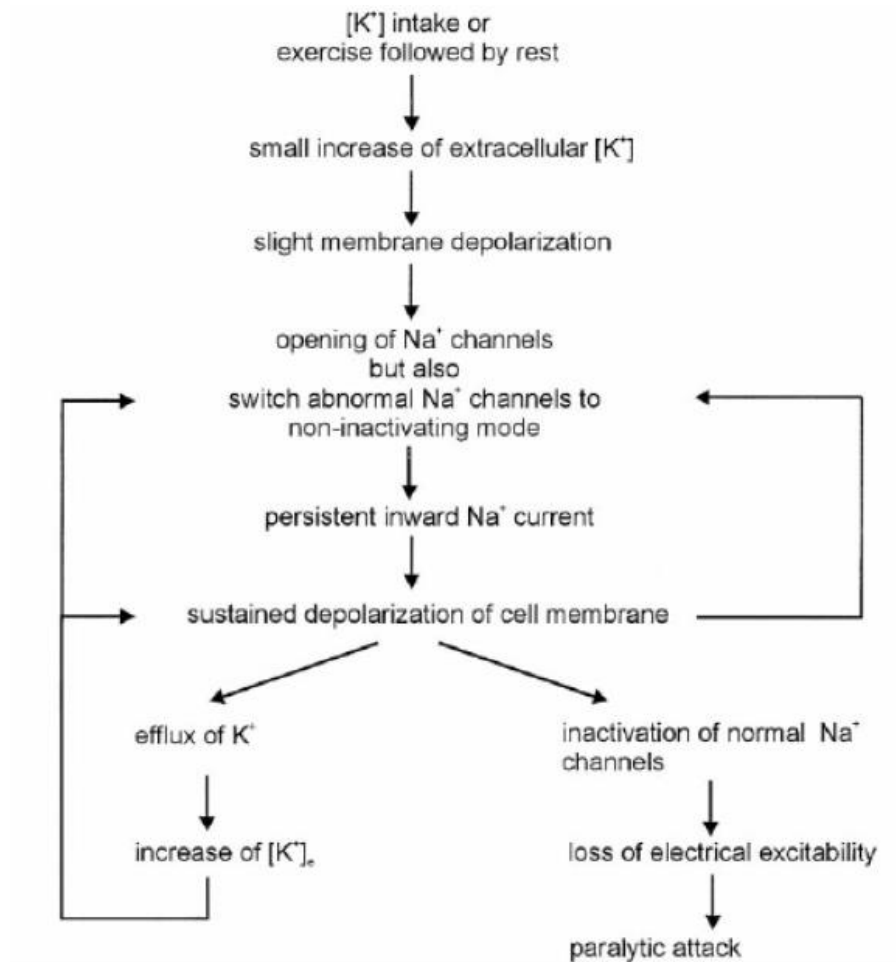 [K⁺] intake or
exercise followed by rest
small increase of extracellular [K⁺]
slight membrane depolarization
opening of Na⁺ channels
but also
switch abnormal Na⁺ channels to
non-inactivating mode
persistent inward Na⁺ current
sustained depolarization of cell membrane
efflux of K⁺
increase of [K⁺]ₑ
inactivation of normal Na⁺
channels
loss of electrical excitability
paralytic attack